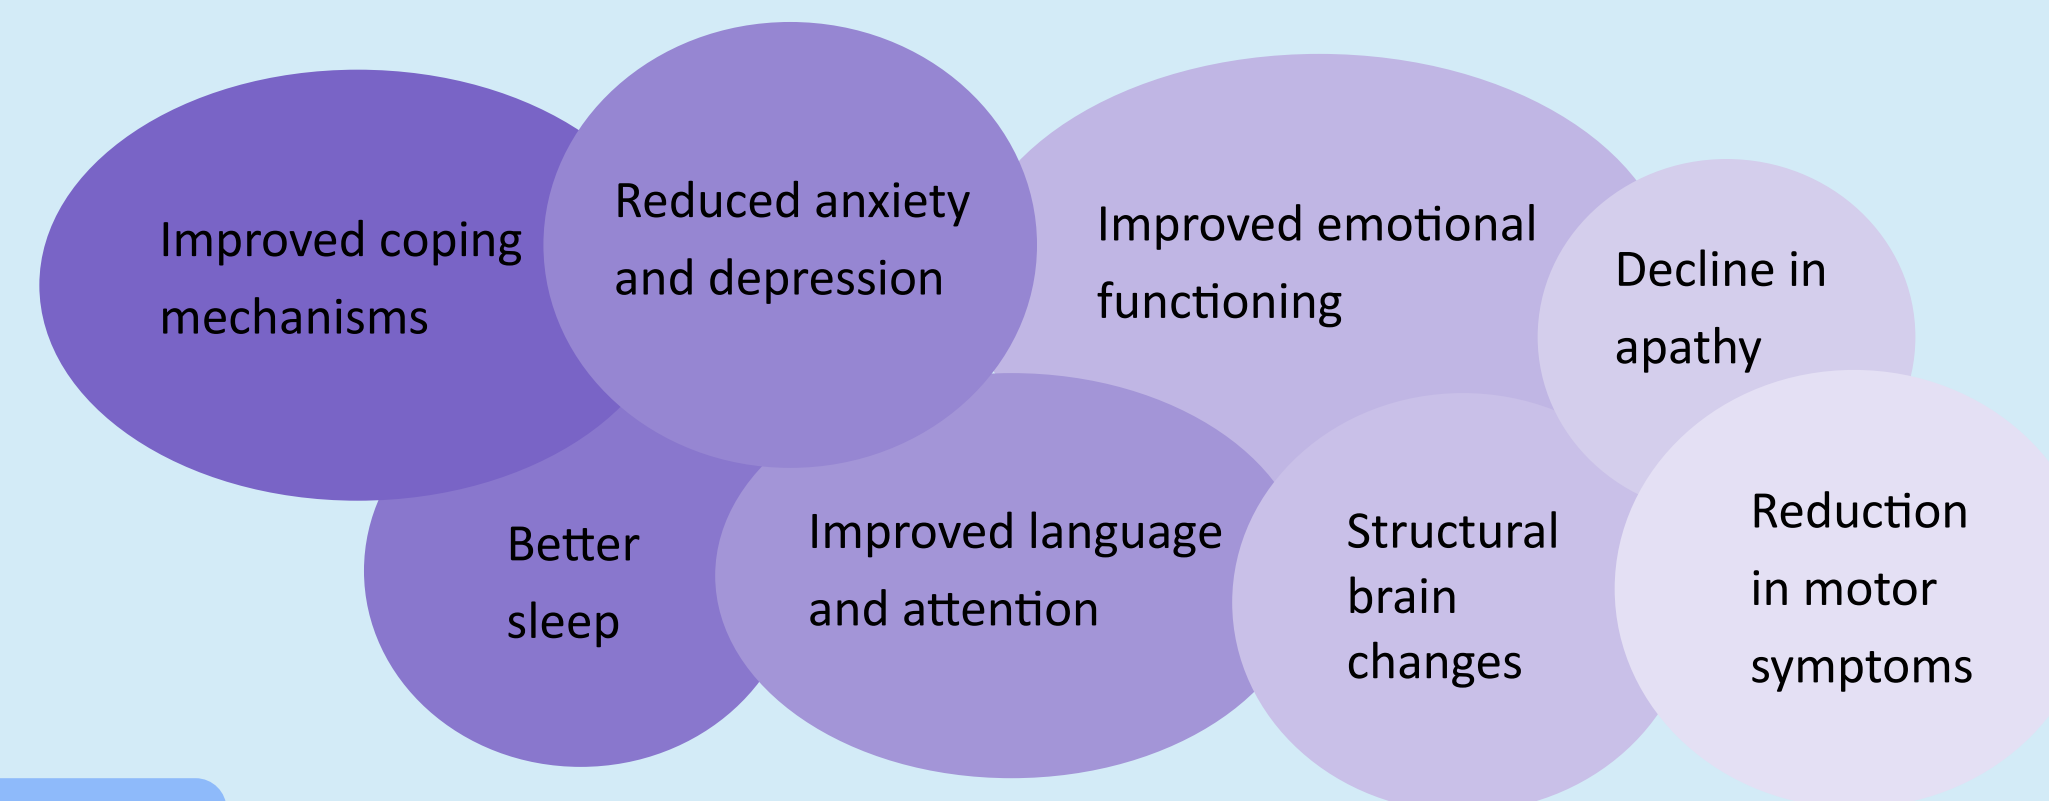 Improved coping
mechanisms
Reduced anxiety
and depression
Improved emotional
functioning
Decline in
apathy
Better
sleep
Improved language
and attention
Structural
brain
changes
Reduction
in motor
symptoms